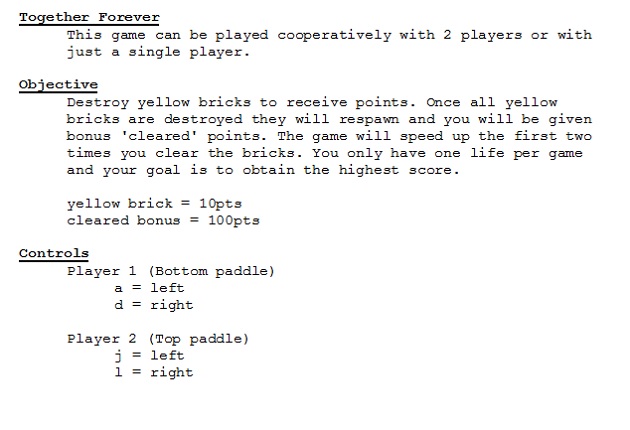 Together Forever
This game can be played cooperatively with 2 players or with
just a single player.
Objective
Destroy yellow bricks to receive points. Once all yellow
bricks are destroyed they will respawn and you will be given
bonus 'cleared' points. The game will speed up the first two
times you clear the bricks. You only have one life per game
and your goal is to obtain the highest score.
yellow brick = 10pts
cleared bonus = 100pts
Controls
Player 1 (Bottom paddle)
a = left
d = right
Player 2 (Top paddle)
j = left
l = right